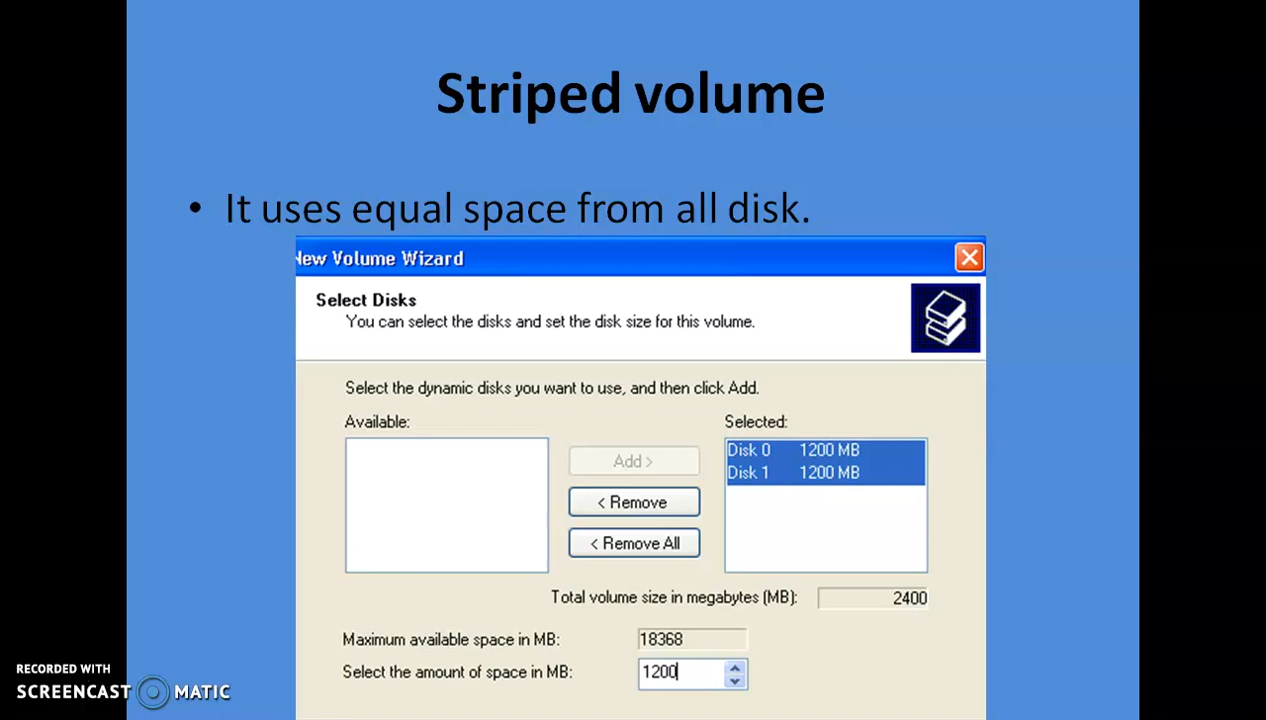 Striped volume
• It uses equal space from all disk.
New Volume Wizard
Select Disks
You can select the disks and set the disk size for this volume.
Select the dynamic disks you want to use, and then click Add.
Available:
Selected:
Add >
Disk 0 1200 MB
Disk 1 1200 MB
< Remove
< Remove All
Total volume size in megabytes (MB): 2400
Maximum available space in MB: 18368
Select the amount of space in MB: 1200
RECORDED WITH
SCREENCAST MATIC